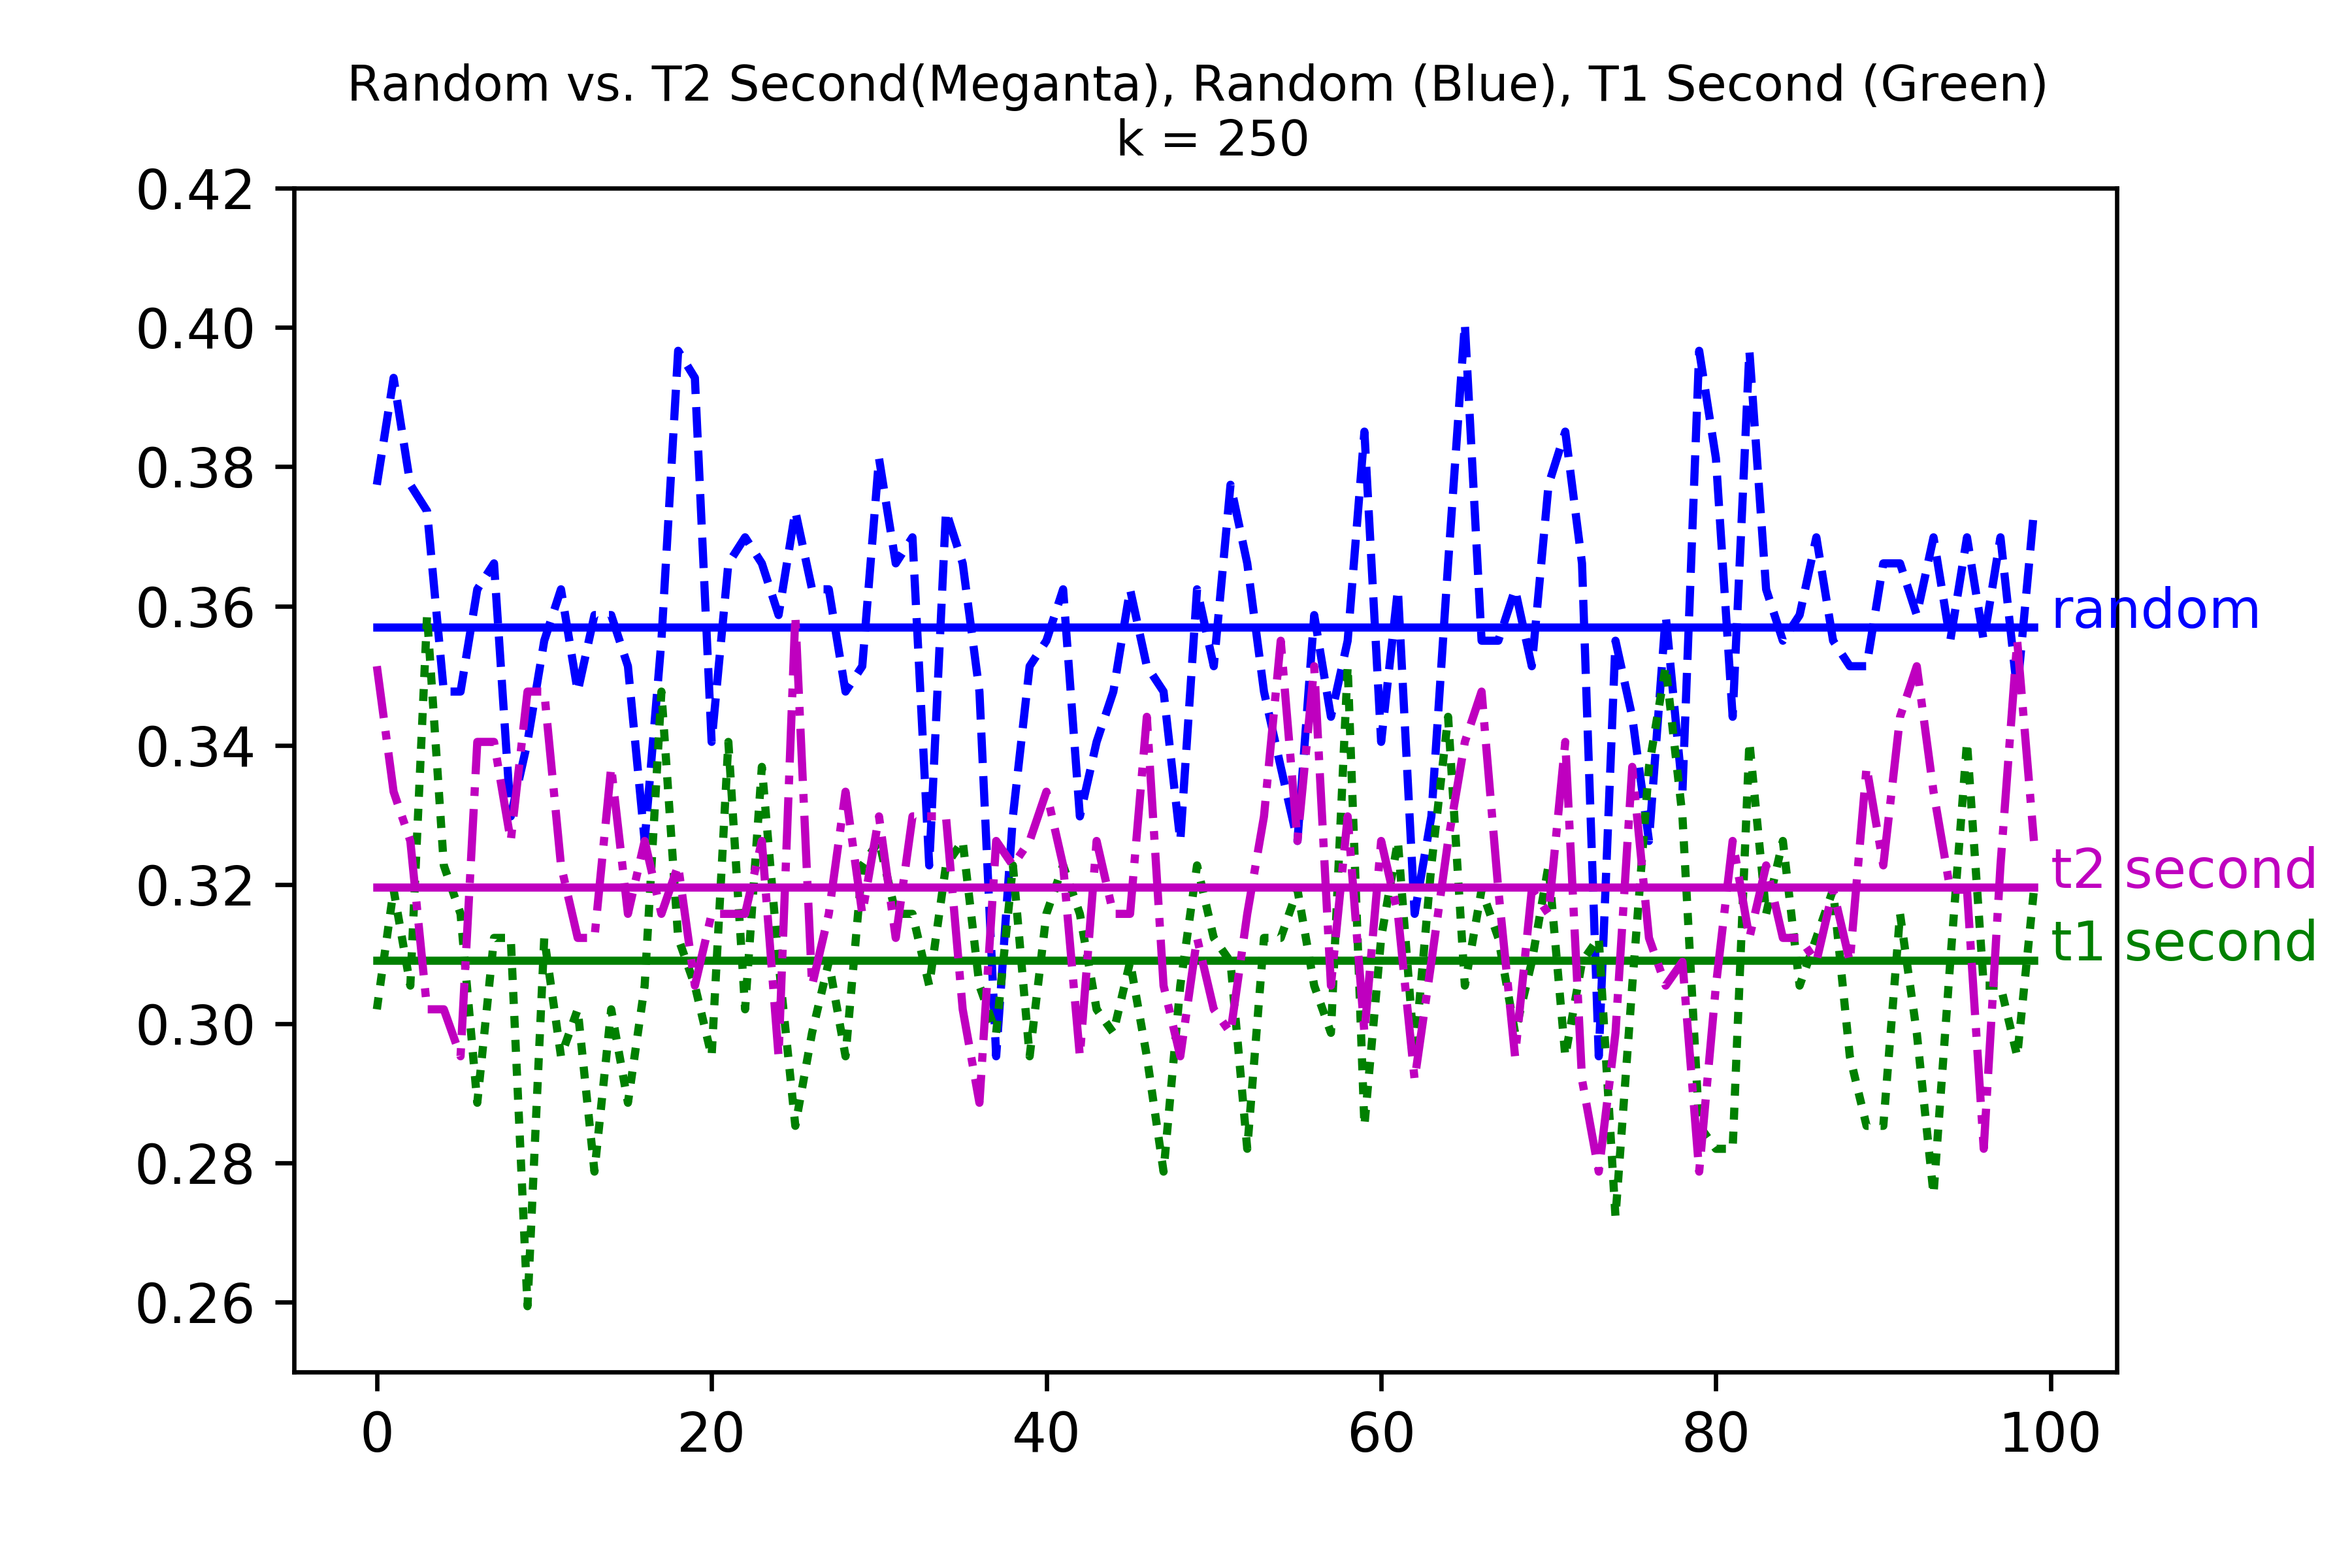 Random vs. T2 Second(Meganta), Random (Blue), T1 Second (Green)
k = 250
0.42
0.40
0.38
0.36
random
0.34
0.32
t2 second
t1 second
0.30
0.28
0.26
0 20 40 60 80 100